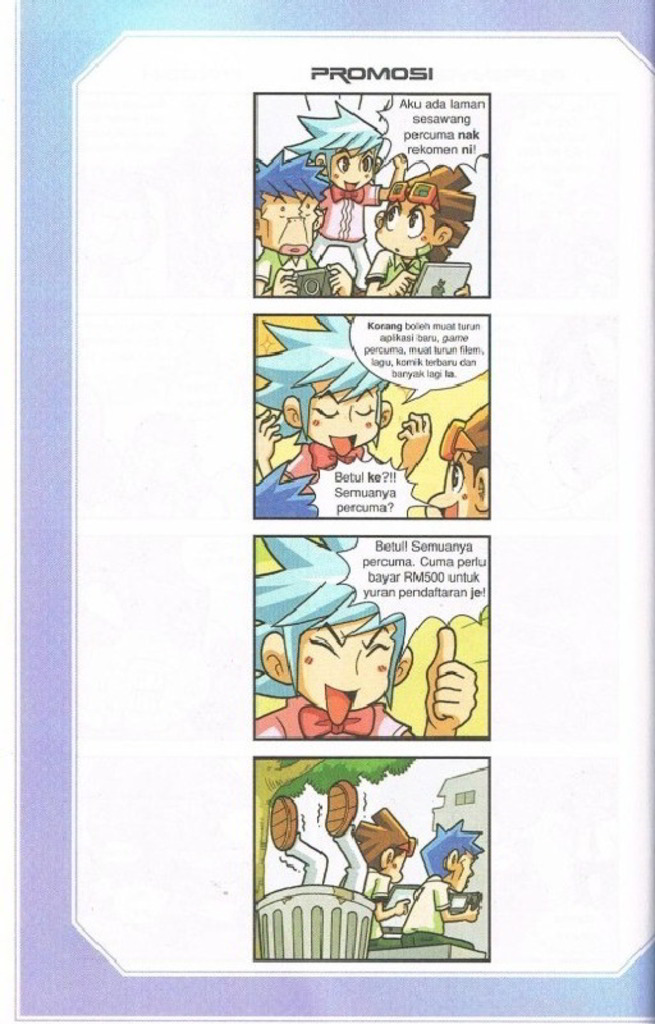 PROMOSI
Aku ada laman
sesawang
percuma nak
rekomen ni!
Korang boleh muat turun
aplikasi baru, game
percuma, muat turun filem,
lagu, komik terbaru dan
banyak lagi la.
Betul ke?!!
Semuanya
percuma?
Betul! Semuanya
percuma. Cuma perlu
bayar RM500 untuk
yuran pendaftaran je!